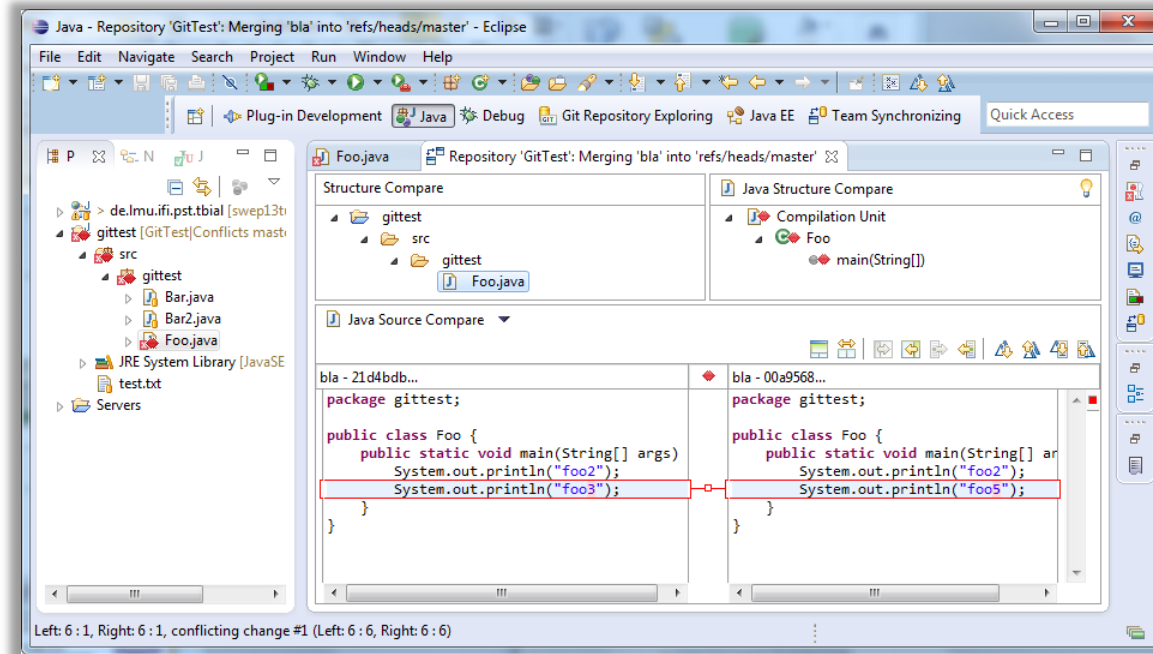 Java - Repository 'GitTest': Merging 'bla' into 'refs/heads/master' - Eclipse
File Edit Navigate Search Project Run Window Help
Plug-in Development Java Debug Git Repository Exploring Java EE Team Synchronizing Quick Access
P N J
Foo.java Repository 'GitTest': Merging 'bla' into 'refs/heads/master'
Structure Compare
Java Structure Compare
> de.lmu.ifi.pst.tbial [swep13tu
gittest [GitTest|Conflicts maste
src
gittest
Bar.java
Bar2.java
Foo.java
JRE System Library [JavaSE
test.txt
Servers
gittest
src
gittest
Foo.java
Compilation Unit
Foo
main(String[])
Java Source Compare
bla - 21d4bdb...
bla - 00a9568...
package gittest;
public class Foo {
public static void main(String[] args)
System.out.println("foo2");
System.out.println("foo3");
}
}
package gittest;
public class Foo {
public static void main(String[] ar
System.out.println("foo2");
System.out.println("foo5");
}
}
Left: 6 : 1, Right: 6 : 1, conflicting change #1 (Left: 6 : 6, Right: 6 : 6)